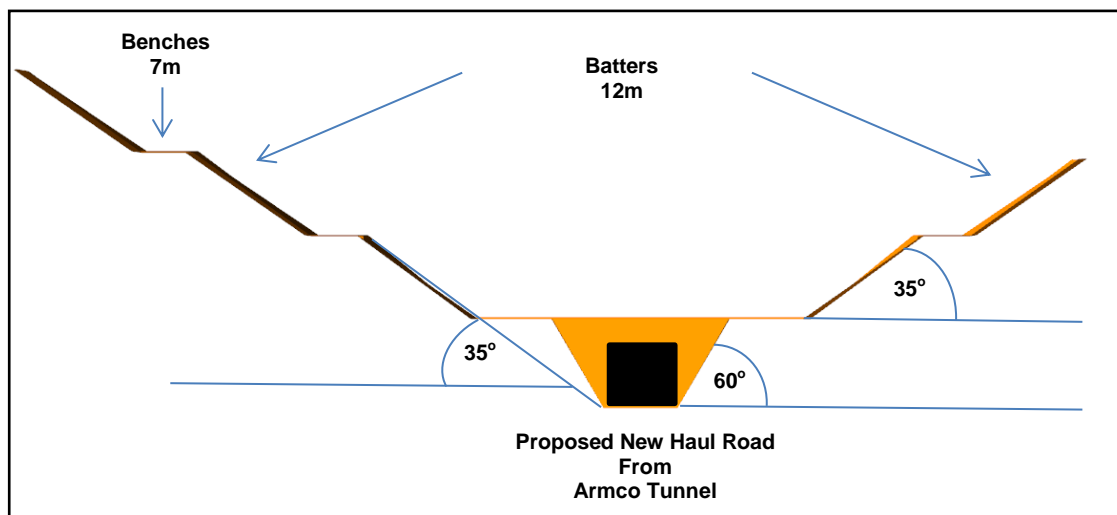 Benches
7m
Batters
12m
35°
35°
60°
Proposed New Haul Road
From
Armco Tunnel